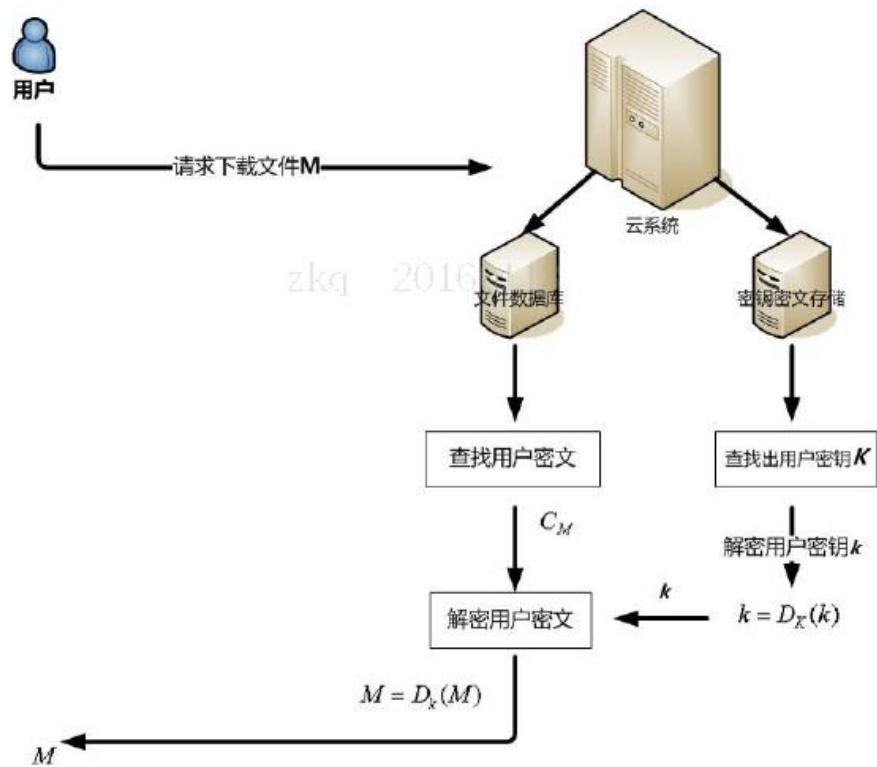 用户
请求下载文件M
云系统
zkq 2016
文件数据库
密钥密文存储
查找用户密文
查找出用户密钥K
C_M
解密用户密钥k
k
解密用户密文
k = D_K(k)
M = D_k(M)
M